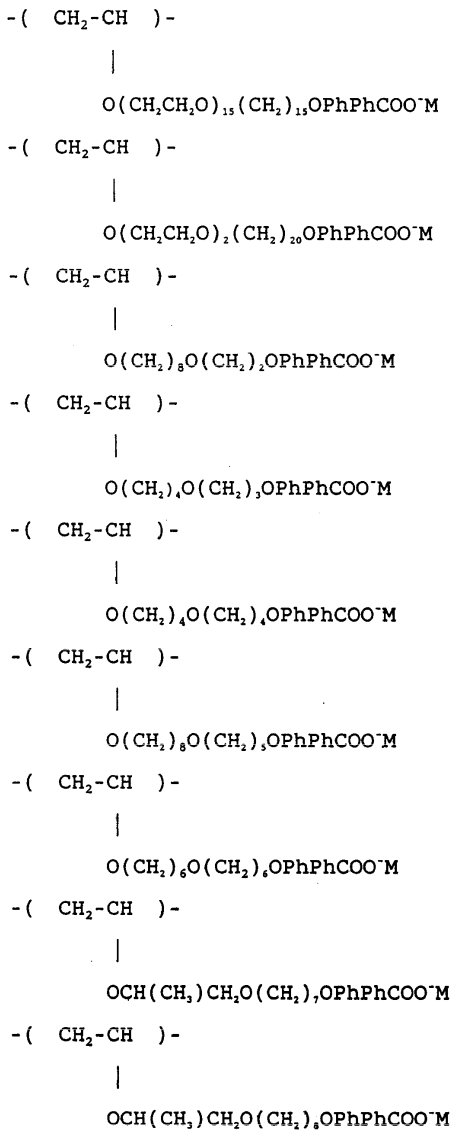 -( CH₂-CH )-
|
O(CH₂CH₂O)₁₅(CH₂)₁₅OPhPhCOO⁻M
-( CH₂-CH )-
|
O(CH₂CH₂O)₂(CH₂)₂₀OPhPhCOO⁻M
-( CH₂-CH )-
|
O(CH₂)₈O(CH₂)₂OPhPhCOO⁻M
-( CH₂-CH )-
|
O(CH₂)₄O(CH₂)₃OPhPhCOO⁻M
-( CH₂-CH )-
|
O(CH₂)₄O(CH₂)₄OPhPhCOO⁻M
-( CH₂-CH )-
|
O(CH₂)₈O(CH₂)₅OPhPhCOO⁻M
-( CH₂-CH )-
|
O(CH₂)₆O(CH₂)₆OPhPhCOO⁻M
-( CH₂-CH )-
|
OCH(CH₃)CH₂O(CH₂)₇OPhPhCOO⁻M
-( CH₂-CH )-
|
OCH(CH₃)CH₂O(CH₂)₈OPhPhCOO⁻M